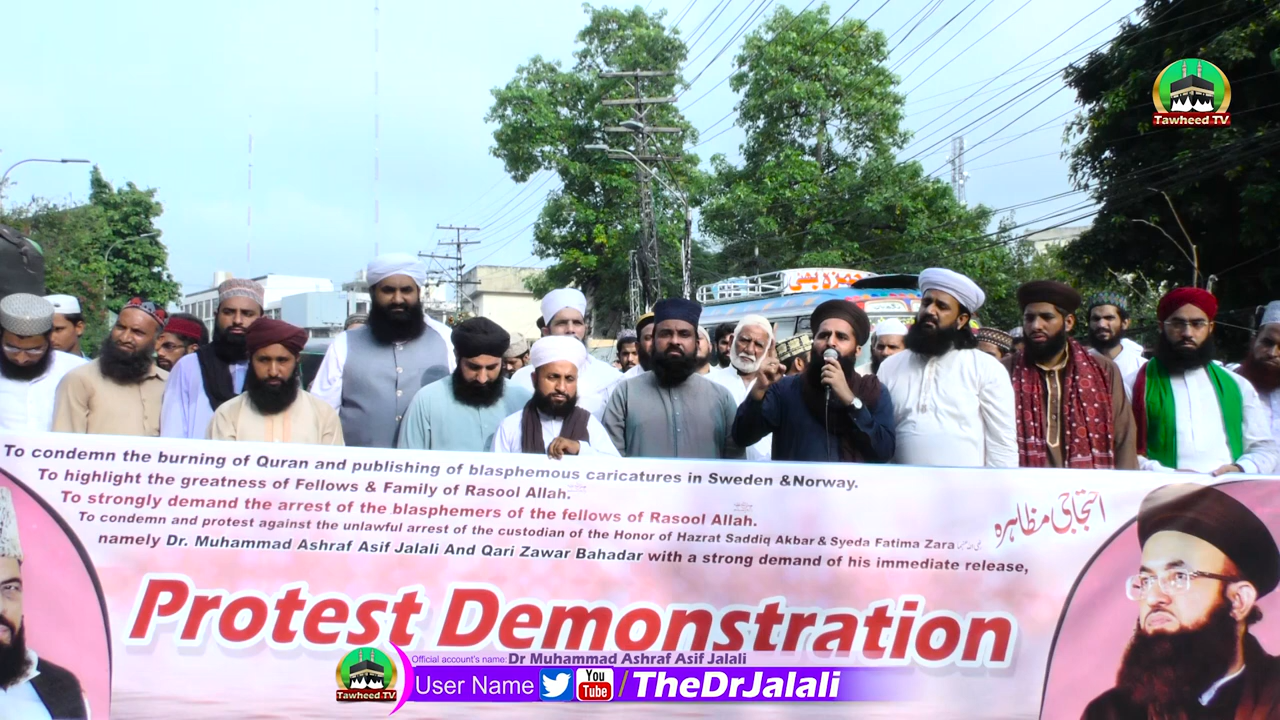 Tawheed TV
حمزہ بھٹی
To condemn the burning of Quran and publishing of blasphemous caricatures in Sweden &Norway.
To highlight the greatness of Fellows & Family of Rasool Allah.
To strongly demand the arrest of the blasphemers of the fellows of Rasool Allah.
To condemn and protest against the unlawful arrest of the custodian of the Honor of Hazrat Saddiq Akbar & Syeda Fatima Zara
namely Dr. Muhammad Ashraf Asif Jalali And Qari Zawar Bahadar with a strong demand of his immediate release,
احتجاجی مظاہرہ
Protest Demonstration
Official account's name: Dr Muhammad Ashraf Asif Jalali
Tawheed TV
User Name You Tube /TheDrJalali